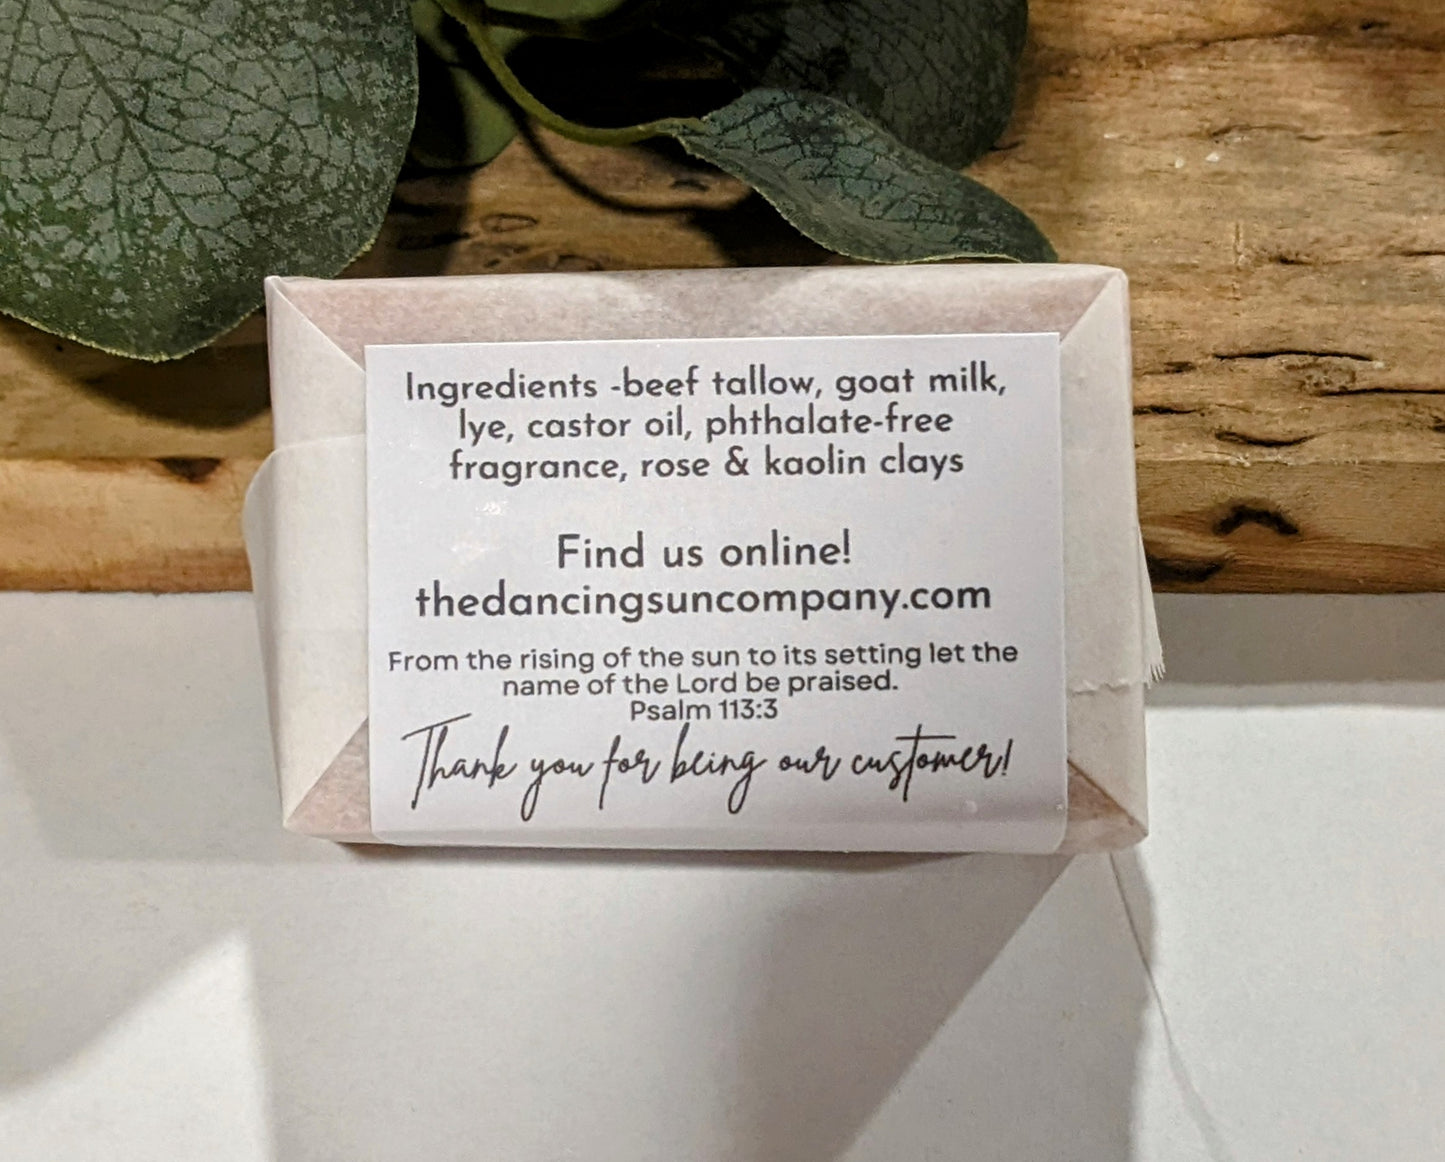 Ingredients -beef tallow, goat milk,
lye, castor oil, phthalate-free
fragrance, rose & kaolin clays
Find us online!
thedancingsuncompany.com
From the rising of the sun to its setting let the
name of the Lord be praised.
Psalm 113:3
Thank you for being our customer!